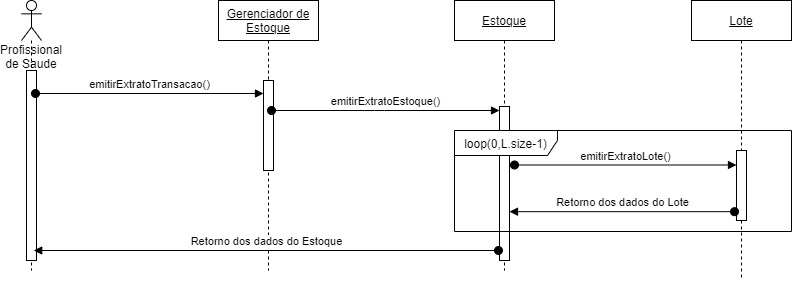 Gerenciador de
Estoque
Estoque
Lote
Profissional
de Saude
emitirExtratoTransacao()
emitirExtratoEstoque()
loop(0,L.size-1)
emitirExtratoLote()
Retorno dos dados do Lote
Retorno dos dados do Estoque